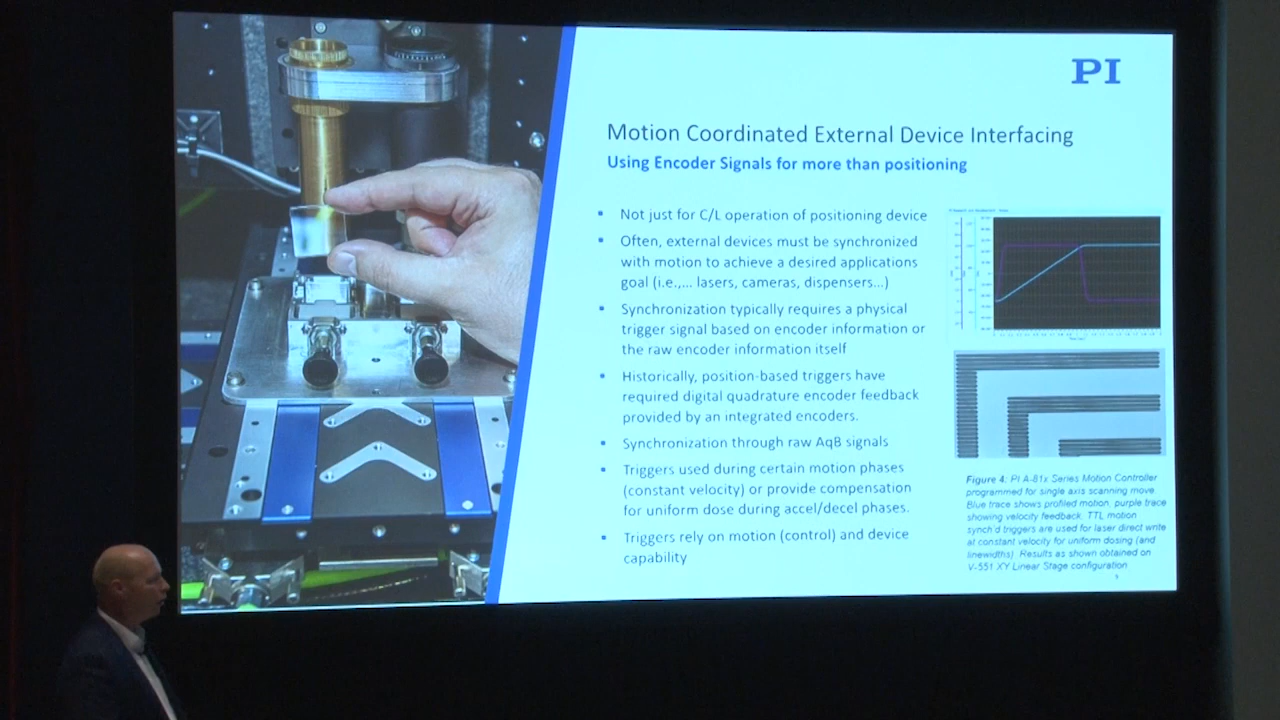 PI
Motion Coordinated External Device Interfacing
Using Encoder Signals for more than positioning
Not just for C/L operation of positioning device
Often, external devices must be synchronized
with motion to achieve a desired applications
goal (i.e.,... lasers, cameras, dispensers...)
Synchronization typically requires a physical
trigger signal based on encoder information or
the raw encoder information itself
Historically, position-based triggers have
required digital quadrature encoder feedback
provided by an integrated encoders.
Synchronization through raw AqB signals
Triggers used during certain motion phases
(constant velocity) or provide compensation
for uniform dose during accel/decel phases.
Triggers rely on motion (control) and device
capability
Figure 4: PI A-81x Series Motion Controller
programmed for single axis scanning move.
Blue trace shows profiled motion, purple trace
showing velocity feedback. TTL motion
synch'd triggers are used for laser direct write
at constant velocity for uniform dosing (and
linewidths) Results as shown obtained on
V-551 XY Linear Stage configuration